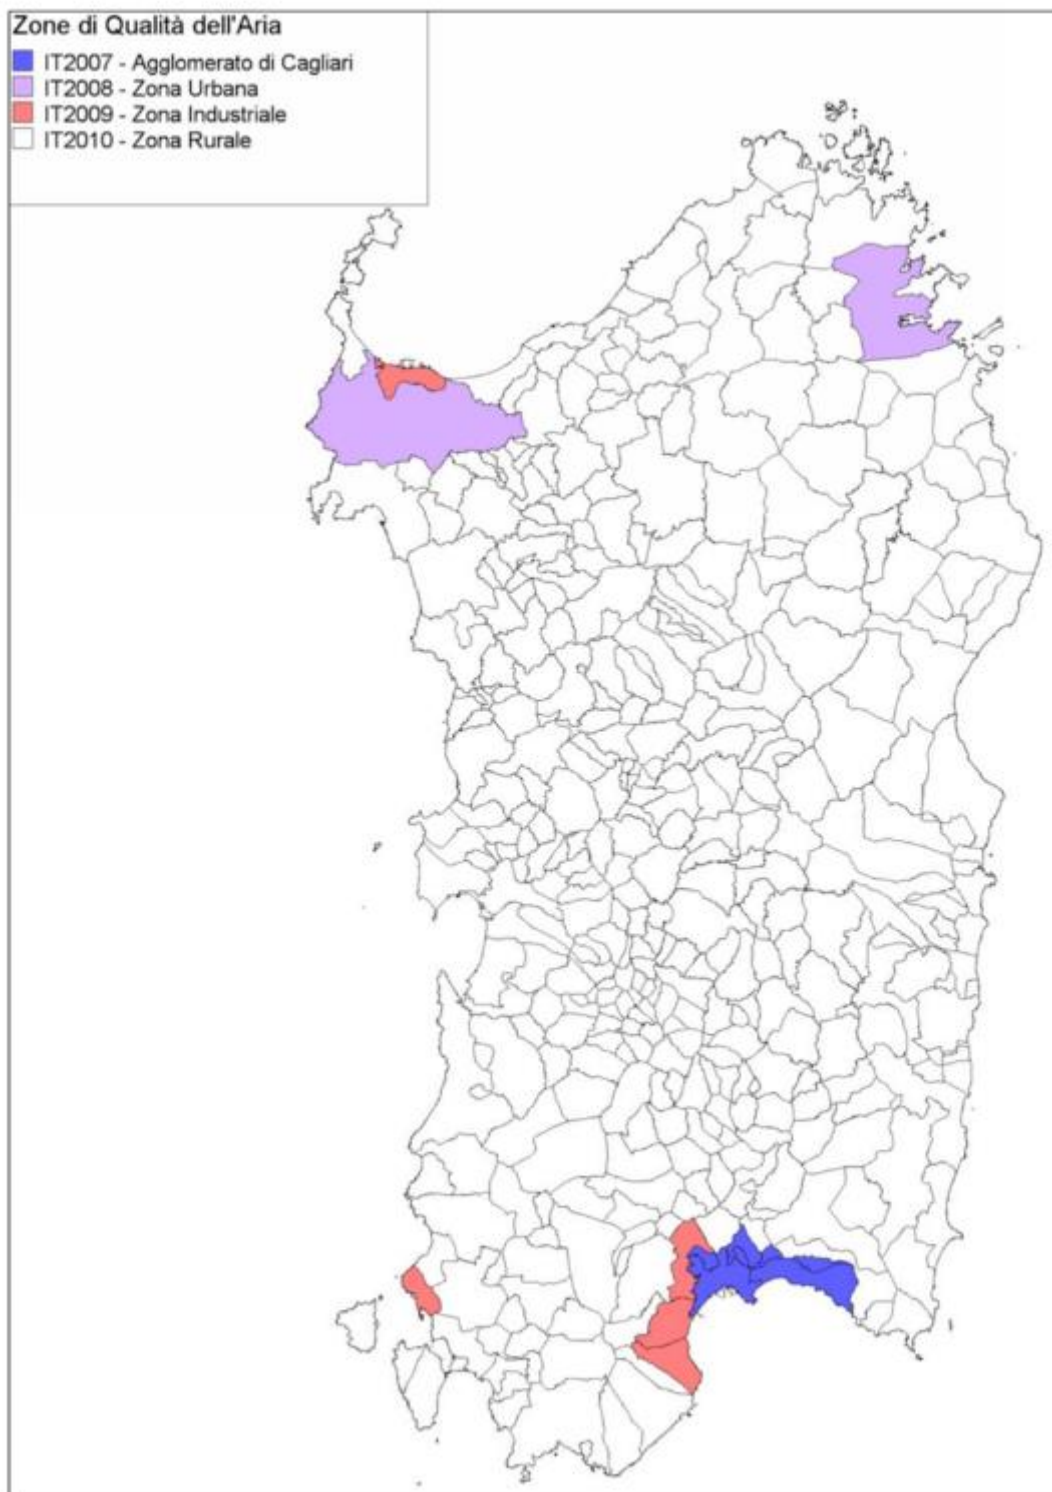 Zone di Qualità dell'Aria
IT2007 - Agglomerato di Cagliari
IT2008 - Zona Urbana
IT2009 - Zona Industriale
IT2010 - Zona Rurale